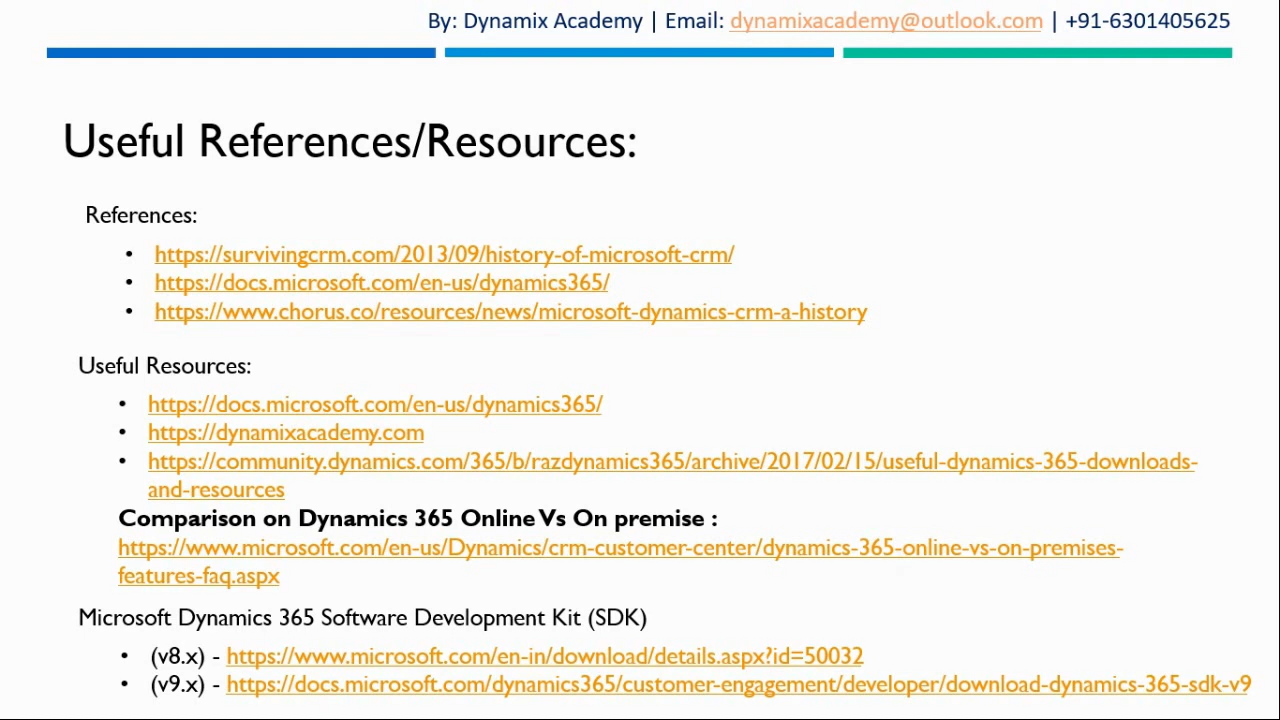 By: Dynamix Academy | Email: dynamixacademy@outlook.com | +91-6301405625
Useful References/Resources:
References:
• https://survivingcrm.com/2013/09/history-of-microsoft-crm/
• https://docs.microsoft.com/en-us/dynamics365/
• https://www.chorus.co/resources/news/microsoft-dynamics-crm-a-history
Useful Resources:
• https://docs.microsoft.com/en-us/dynamics365/
• https://dynamixacademy.com
• https://community.dynamics.com/365/b/razdynamics365/archive/2017/02/15/useful-dynamics-365-downloads-
and-resources
Comparison on Dynamics 365 Online Vs On premise :
https://www.microsoft.com/en-us/Dynamics/crm-customer-center/dynamics-365-online-vs-on-premises-
features-faq.aspx
Microsoft Dynamics 365 Software Development Kit (SDK)
• (v8.x) - https://www.microsoft.com/en-in/download/details.aspx?id=50032
• (v9.x) - https://docs.microsoft.com/dynamics365/customer-engagement/developer/download-dynamics-365-sdk-v9